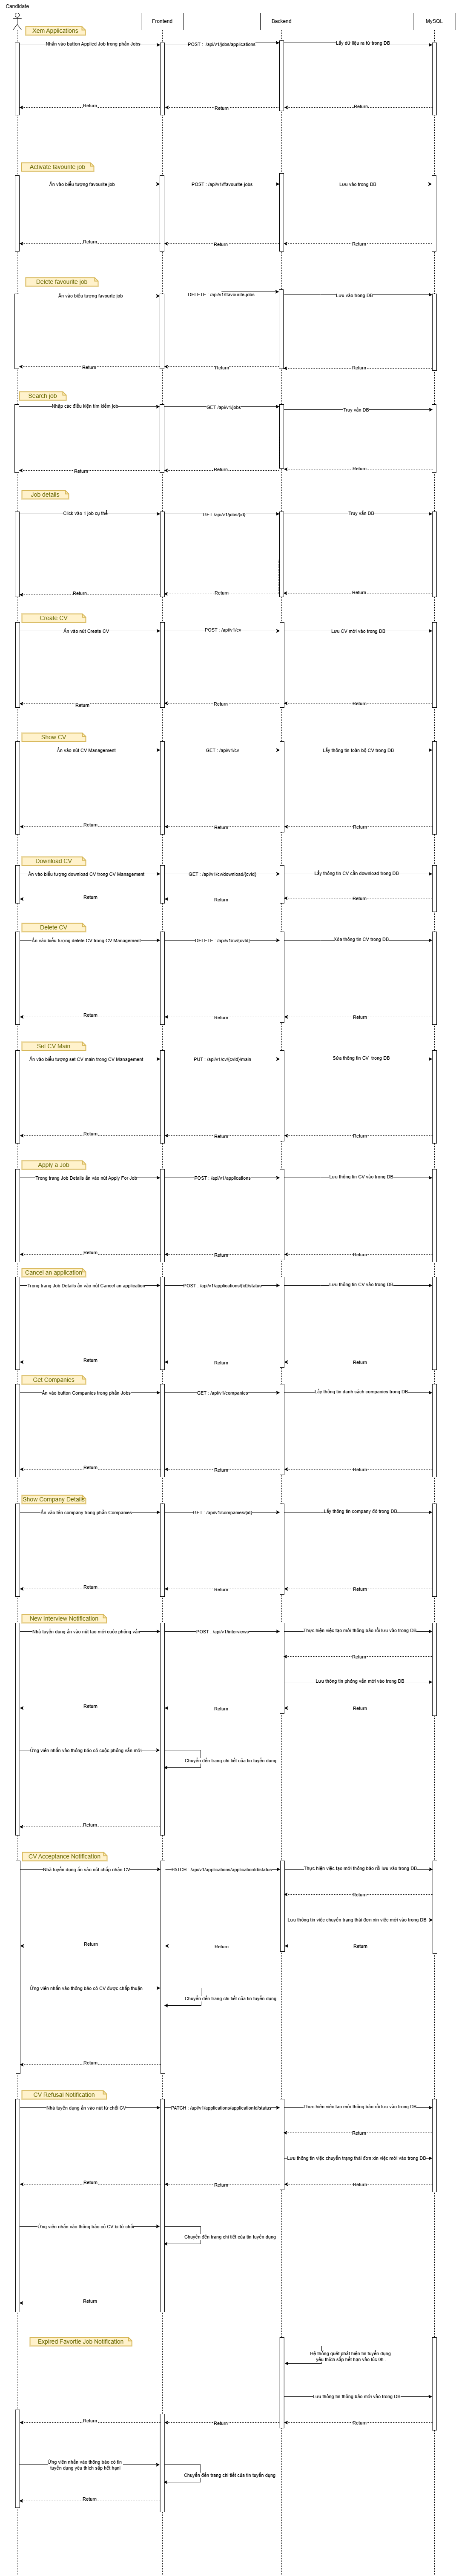 Candidate
Frontend
Backend
MySQL
Xem Applications
Nhấn vào button Applied Job trong phần Jobs
POST : /api/v1/jobs/applications
Lấy dữ liệu ra từ trong DB
Return
Return
Return
Activate favourite job
Ấn vào biểu tượng favourite job
POST : /api/v1/ffavourite-jobs
Lưu vào trong DB
Return
Return
Return
Delete favourite job
Ấn vào biểu tượng favourite job
DELETE : /api/v1/ffavourite-jobs
Lưu vào trong DB
Return
Return
Return
Search job
Nhập các điều kiện tìm kiếm job
GET /api/v1/jobs
Truy vấn DB
Return
Return
Return
Job details
Click vào 1 job cụ thể
GET /api/v1/jobs/{id}
Truy vấn DB
Return
Return
Return
Create CV
Ấn vào nút Create CV
POST : /api/v1/cv
Lưu CV mới vào trong DB
Return
Return
Return
Show CV
Ấn vào nút CV Management
GET : /api/v1/cv
Lấy thông tin toàn bộ CV trong DB
Return
Return
Return
Download CV
Ấn vào biểu tượng download CV trong CV Management
GET : /api/v1/cv/download/{cvId}
Lấy thông tin CV cần download trong DB
Return
Return
Return
Delete CV
Ấn vào biểu tượng delete CV trong CV Management
DELETE : /api/v1/cv/{cvId}
Xóa thông tin CV trong DB
Return
Return
Return
Set CV Main
Ấn vào biểu tượng set CV main trong CV Management
PUT : /api/v1/cv/{cvId}/main
Sửa thông tin CV trong DB
Return
Return
Return
Apply a Job
Trong trang Job Details ấn vào nút Apply For Job
POST : /api/v1/applications
Lưu thông tin CV vào trong DB
Return
Return
Return
Cancel an application
Trong trang Job Details ấn vào nút Cancel an application
POST : /api/v1/applications/{id}/status
Lưu thông tin CV vào trong DB
Return
Return
Return
Get Companies
Ấn vào button Companies trong phần Jobs
GET : /api/v1/companies
Lấy thông tin danh sách companies trong DB
Return
Return
Return
Show Company Details
Ấn vào tên company trong phần Companies
GET : /api/v1/companies/{id}
Lấy thông tin company đó trong DB
Return
Return
Return
New Interview Notification
Nhà tuyển dụng ấn vào nút tạo mới cuộc phỏng vấn
POST : /api/v1/interviews
Thực hiện việc tạo mới thông báo rồi lưu vào trong DB
Return
Lưu thông tin phỏng vấn mới vào trong DB
Return
Return
Return
Ứng viên nhấn vào thông báo có cuộc phỏng vấn mới
Chuyển đến trang chi tiết của tin tuyển dụng
Return
CV Acceptance Notification
Nhà tuyển dụng ấn vào nút chấp nhận CV
PATCH : /api/v1/applications/applicationId/status
Thực hiện việc tạo mới thông báo rồi lưu vào trong DB
Return
Lưu thông tin việc chuyển trạng thái đơn xin việc mới vào trong DB
Return
Return
Return
Ứng viên nhấn vào thông báo có CV được chấp thuận
Chuyển đến trang chi tiết của tin tuyển dụng
Return
CV Refusal Notification
Nhà tuyển dụng ấn vào nút từ chối CV
PATCH : /api/v1/applications/applicationId/status
Thực hiện việc tạo mới thông báo rồi lưu vào trong DB
Return
Lưu thông tin việc chuyển trạng thái đơn xin việc mới vào trong DB
Return
Return
Return
Ứng viên nhấn vào thông báo có CV bị từ chối
Chuyển đến trang chi tiết của tin tuyển dụng
Return
Expired Favortie Job Notification
Hệ thống quét phát hiện tin tuyển dụng
yêu thích sắp hết hạn vào lúc 0h
Lưu thông tin thông báo mới vào trong DB
Return
Return
Return
Ứng viên nhấn vào thông báo có tin
tuyển dụng yêu thích sắp hết hạni
Chuyển đến trang chi tiết của tin tuyển dụng
Return